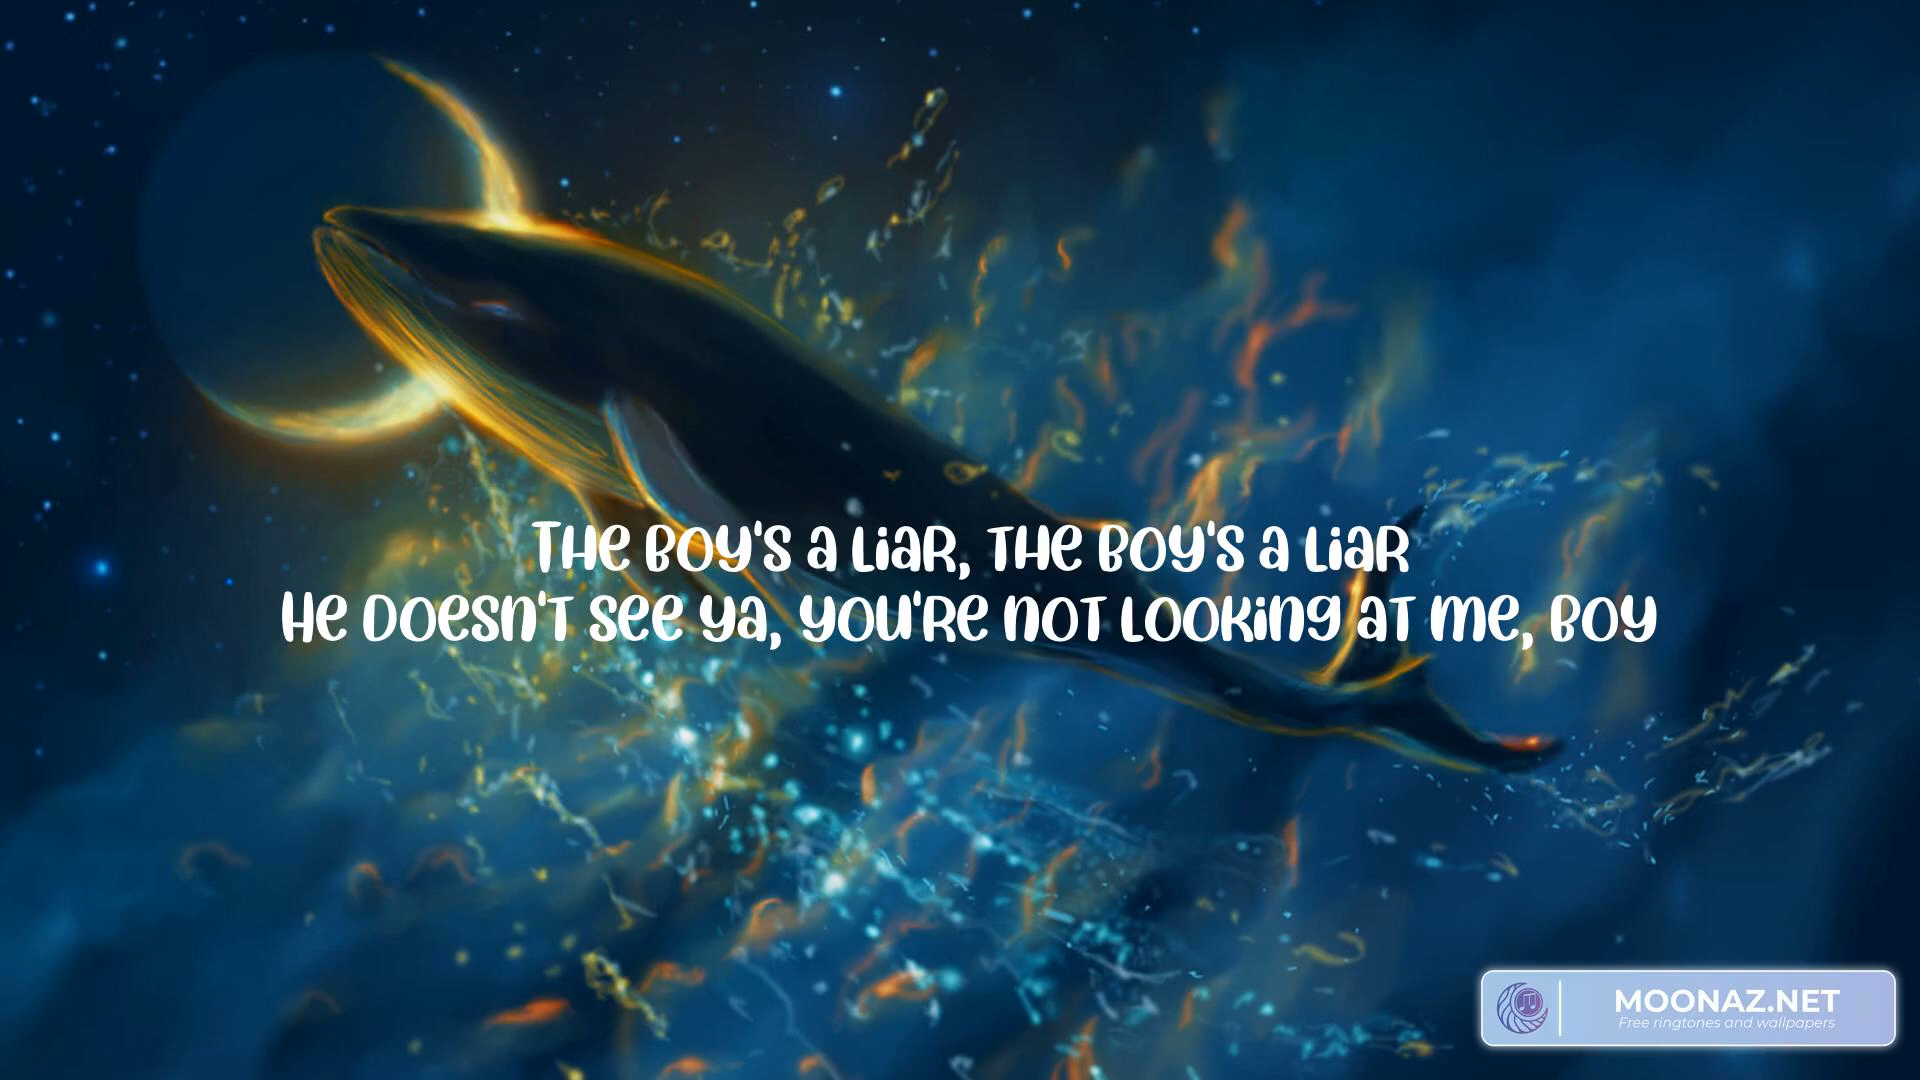 The boy's a liar, the boy's a liar
He doesn't see ya, you're not looking at me, boy
MOONAZ.NET
Free ringtones and wallpapers